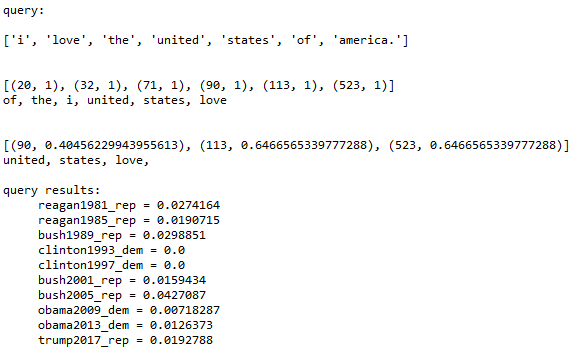 query:
['i', 'love', 'the', 'united', 'states', 'of', 'america.']
[(20, 1), (32, 1), (71, 1), (90, 1), (113, 1), (523, 1)]
of, the, i, united, states, love
[(90, 0.40456229943955613), (113, 0.6466565339777288), (523, 0.6466565339777288)]
united, states, love,
query results:
reagan1981_rep = 0.0274164
reagan1985_rep = 0.0190715
bush1989_rep = 0.0298851
clinton1993_dem = 0.0
clinton1997_dem = 0.0
bush2001_rep = 0.0159434
bush2005_rep = 0.0427087
obama2009_dem = 0.00718287
obama2013_dem = 0.0126373
trump2017_rep = 0.0192788